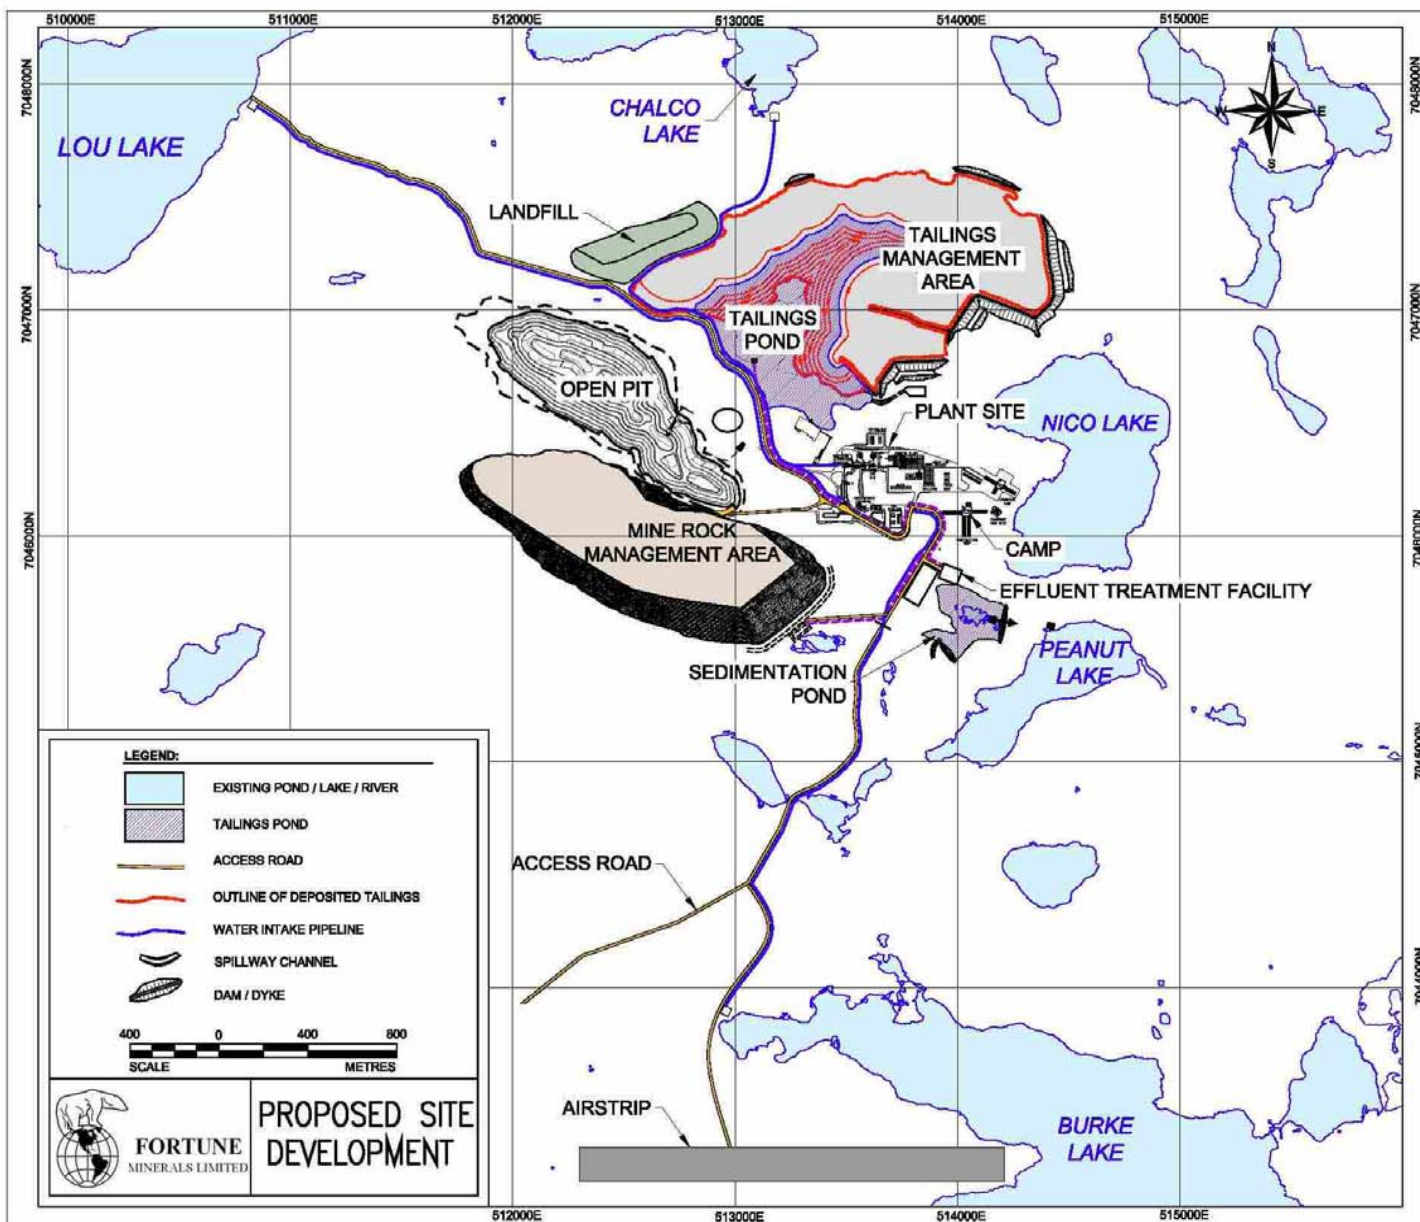 510000E
511000E
512000E
513000E
514000E
515000E
7048000N
7048000N
N
W
E
S
LOU LAKE
CHALCO
LAKE
LANDFILL
TAILINGS
MANAGEMENT
AREA
7047000N
7047000N
TAILINGS
POND
OPEN PIT
PLANT SITE
NICO LAKE
MINE ROCK
MANAGEMENT AREA
7046000N
CAMP
EFFLUENT TREATMENT FACILITY
SEDIMENTATION
POND
PEANUT
LAKE
LEGEND:
EXISTING POND / LAKE / RIVER
TAILINGS POND
ACCESS ROAD
OUTLINE OF DEPOSITED TAILINGS
WATER INTAKE PIPELINE
SPILLWAY CHANNEL
DAM / DYKE
400
0
400
800
SCALE
METRES
7045000N
ACCESS ROAD
7044000N
AIRSTRIP
BURKE
LAKE
FORTUNE
MINERALS LIMITED
PROPOSED SITE
DEVELOPMENT
512000E
513000E
514000E
515000E